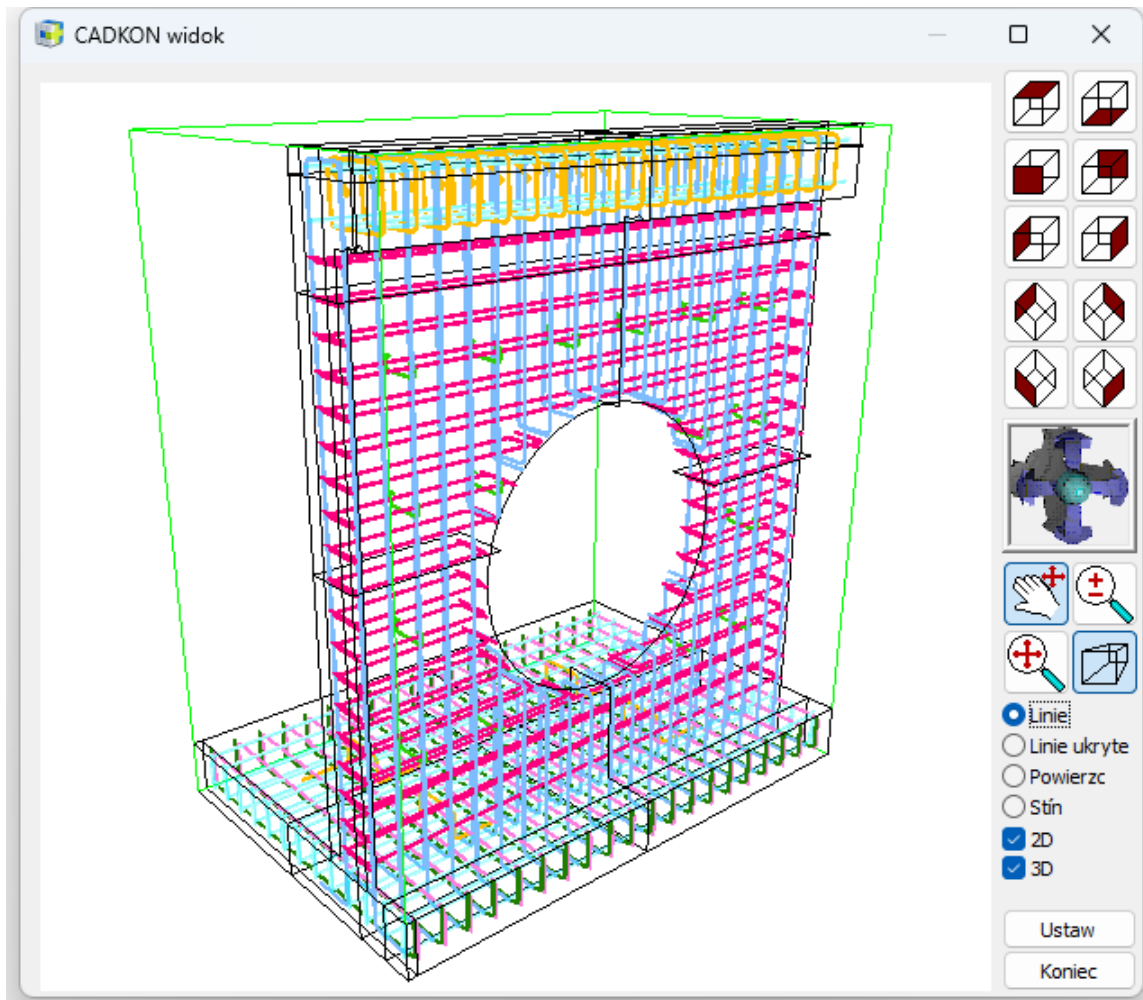 CADKON widok
Linie
Linie ukryte
Powierzc
Stín
2D
3D
Ustaw
Koniec